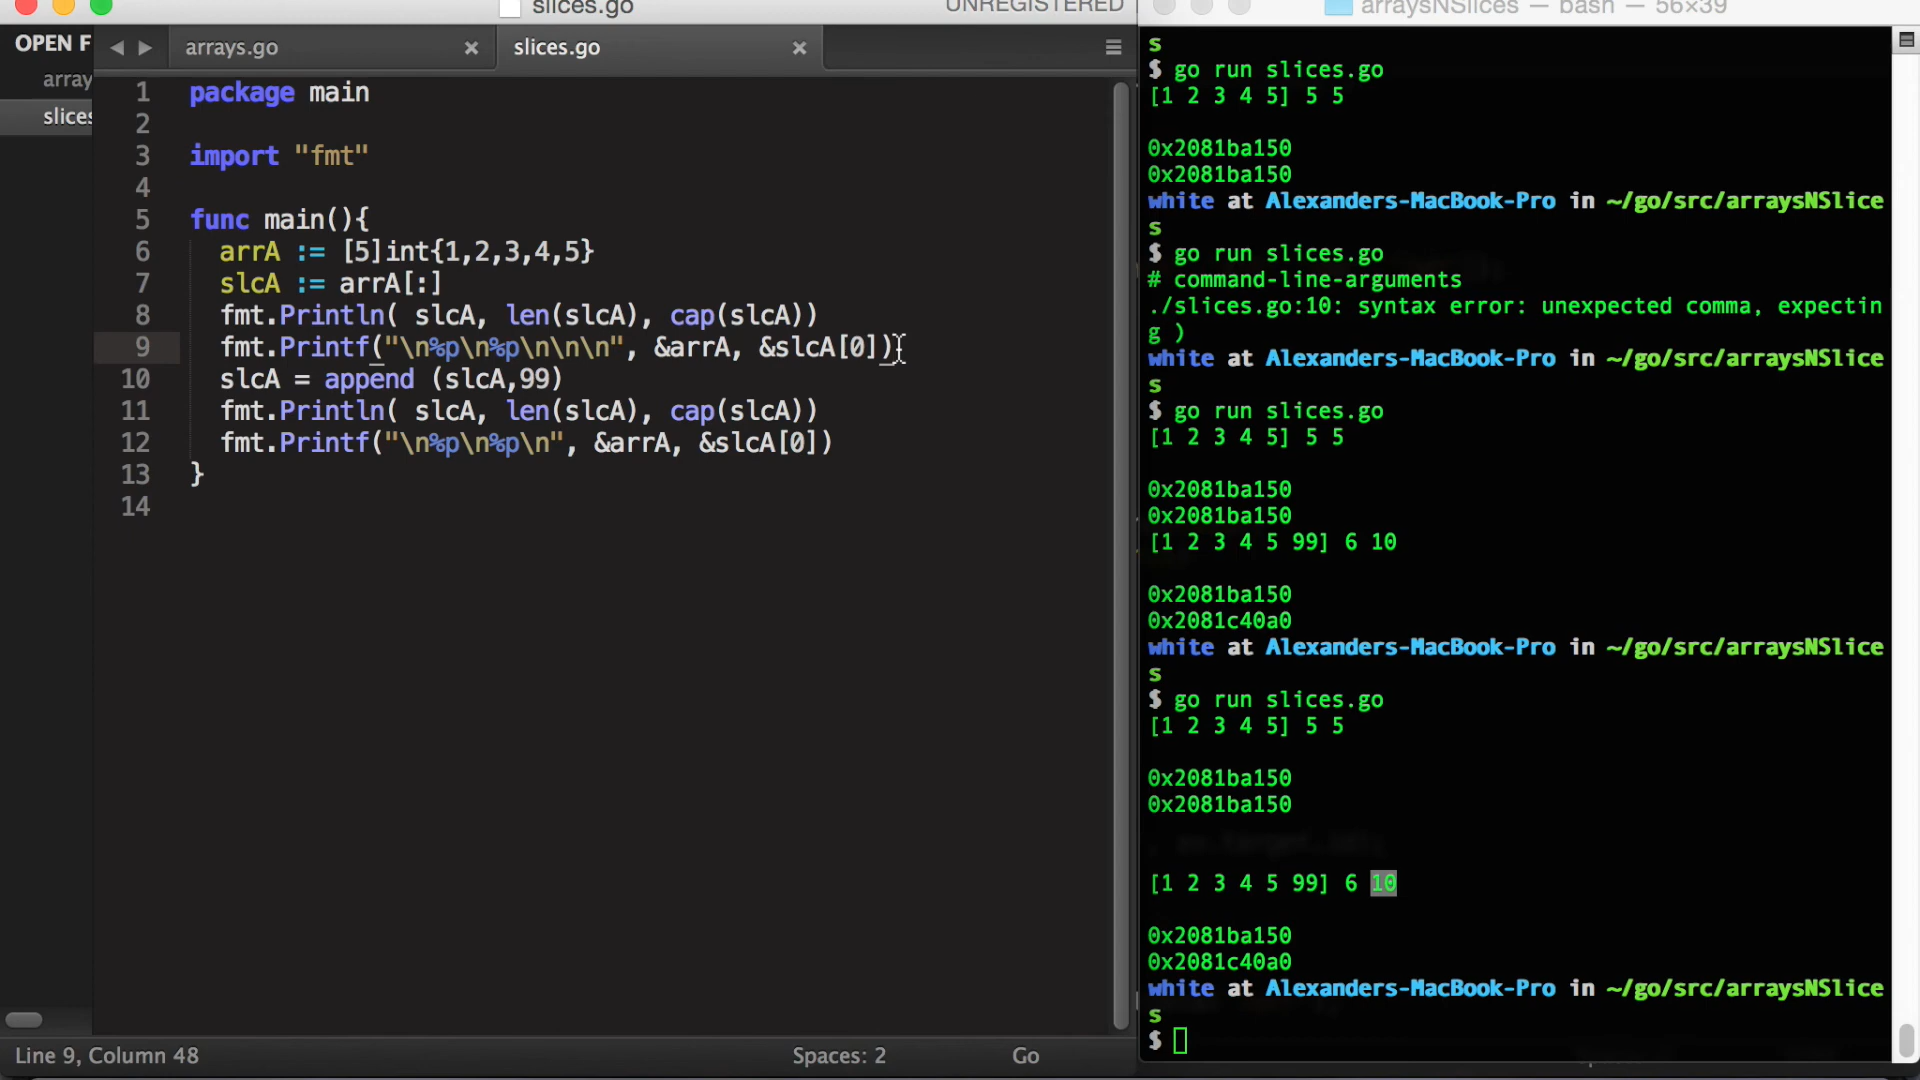 slices.go
UNREGISTERED
OPEN F
array
slices
arrays.go
slices.go
1 package main
2
3 import "fmt"
4
5 func main(){
6 arrA := [5]int{1,2,3,4,5}
7 slcA := arrA[:]
8 fmt.Println( slcA, len(slcA), cap(slcA))
9 fmt.Printf("\n%p\n%p\n\n\n", &arrA, &slcA[0])
10 slcA = append (slcA,99)
11 fmt.Println( slcA, len(slcA), cap(slcA))
12 fmt.Printf("\n%p\n%p\n", &arrA, &slcA[0])
13 }
14
Line 9, Column 48
Spaces: 2
Go
arraysNSlices — bash — 56×39
s
$ go run slices.go
[1 2 3 4 5] 5 5
0x2081ba150
0x2081ba150
white at Alexanders-MacBook-Pro in ~/go/src/arraysNSlice
s
$ go run slices.go
# command-line-arguments
./slices.go:10: syntax error: unexpected comma, expectin
g )
white at Alexanders-MacBook-Pro in ~/go/src/arraysNSlice
s
$ go run slices.go
[1 2 3 4 5] 5 5
0x2081ba150
0x2081ba150
[1 2 3 4 5 99] 6 10
0x2081ba150
0x2081c40a0
white at Alexanders-MacBook-Pro in ~/go/src/arraysNSlice
s
$ go run slices.go
[1 2 3 4 5] 5 5
0x2081ba150
0x2081ba150
[1 2 3 4 5 99] 6 10
0x2081ba150
0x2081c40a0
white at Alexanders-MacBook-Pro in ~/go/src/arraysNSlice
s
$